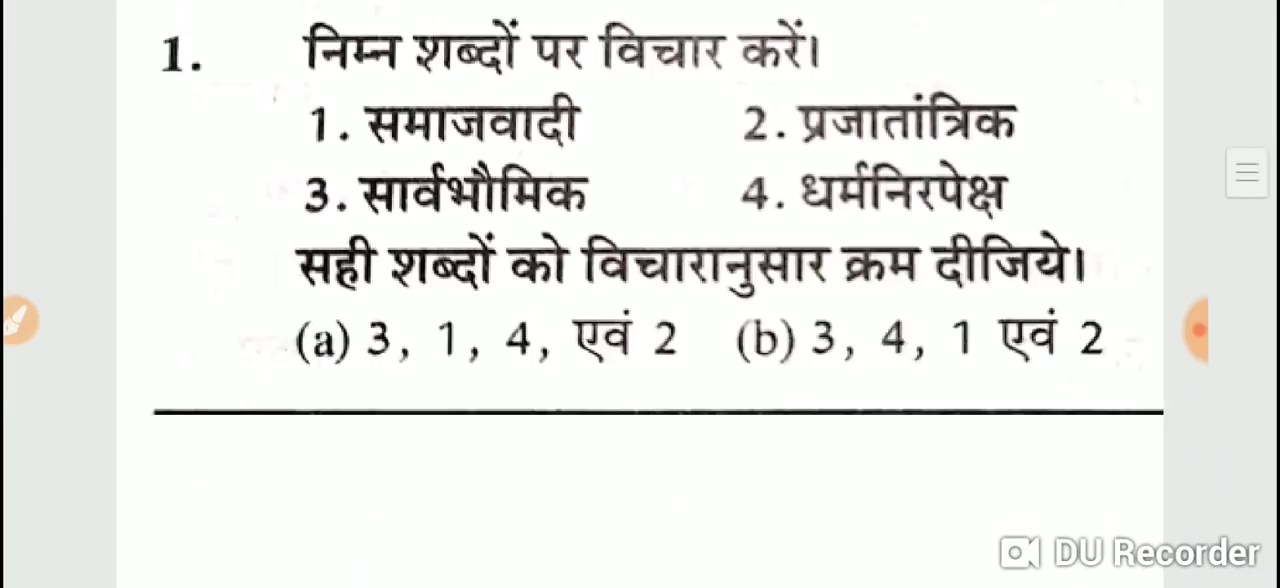 1. निम्न शब्दों पर विचार करें।
1. समाजवादी 2. प्रजातांत्रिक
3. सार्वभौमिक 4. धर्मनिरपेक्ष
सही शब्दों को विचारानुसार क्रम दीजिये।
(a) 3, 1, 4, एवं 2 (b) 3, 4, 1 एवं 2
DU Recorder